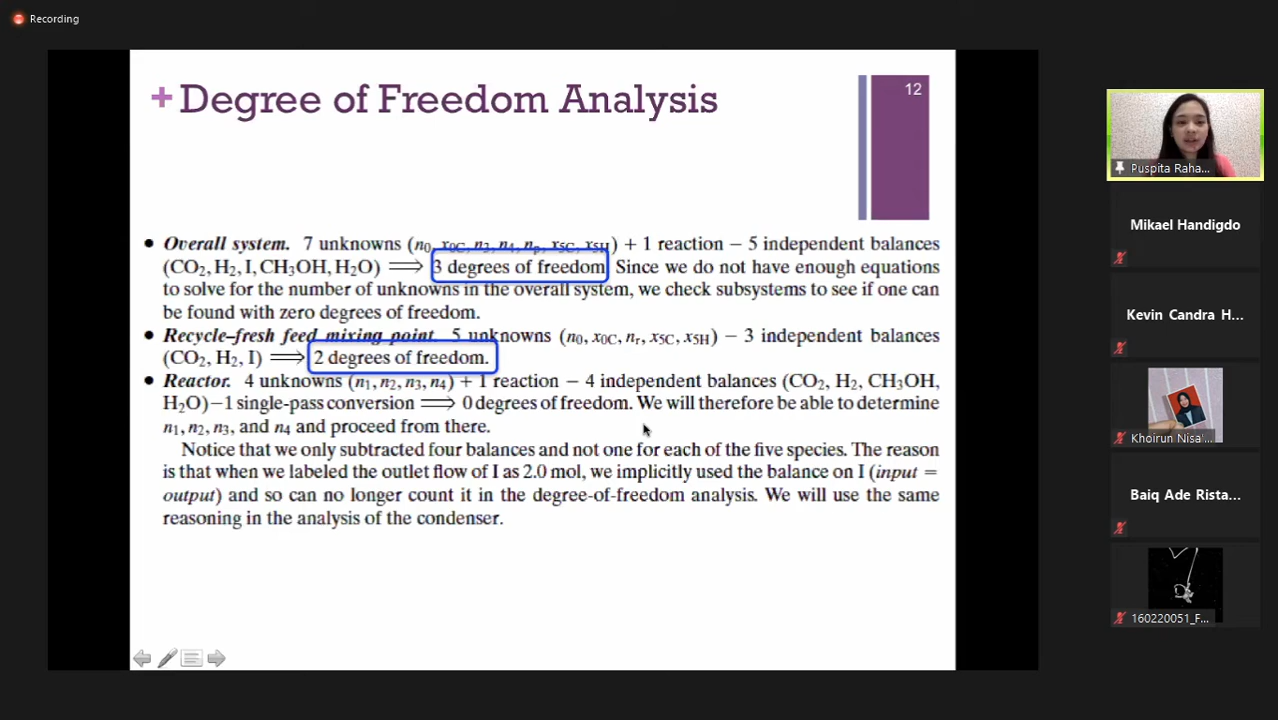 Recording
+ Degree of Freedom Analysis
12
• Overall system. 7 unknowns (n0, x0C, n3, n4, np, x5C, x5H) + 1 reaction − 5 independent balances
(CO2, H2, I, CH3OH, H2O) ⟹ 3 degrees of freedom. Since we do not have enough equations
to solve for the number of unknowns in the overall system, we check subsystems to see if one can
be found with zero degrees of freedom.
• Recycle–fresh feed mixing point. 5 unknowns (n0, x0C, nr, x5C, x5H) − 3 independent balances
(CO2, H2, I) ⟹ 2 degrees of freedom.
• Reactor. 4 unknowns (n1, n2, n3, n4) + 1 reaction − 4 independent balances (CO2, H2, CH3OH,
H2O)−1 single-pass conversion ⟹ 0 degrees of freedom. We will therefore be able to determine
n1, n2, n3, and n4 and proceed from there.
Notice that we only subtracted four balances and not one for each of the five species. The reason
is that when we labeled the outlet flow of I as 2.0 mol, we implicitly used the balance on I (input =
output) and so can no longer count it in the degree-of-freedom analysis. We will use the same
reasoning in the analysis of the condenser.
Puspita Raha...
Mikael Handigdo
Kevin Candra H...
Khoirun Nisa'...
Baiq Ade Rista...
160220051_F...